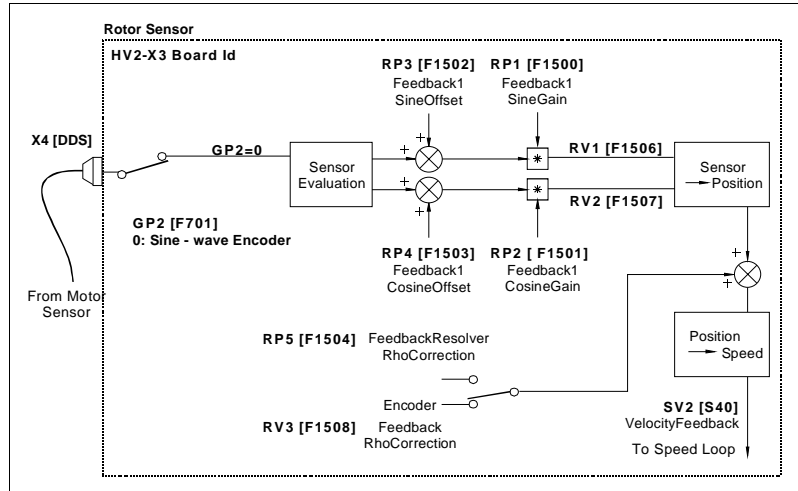 Rotor Sensor
HV2-X3 Board Id
RP3 [F1502]
Feedback1
SineOffset
RP1 [F1500]
Feedback1
SineGain
X4 [DDS]
GP2=0
Sensor
Evaluation
+
+
+
+
*
*
RV1 [F1506]
RV2 [F1507]
Sensor
Position
GP2 [F701]
0: Sine - wave Encoder
RP4 [F1503]
Feedback1
CosineOffset
RP2 [ F1501]
Feedback1
CosineGain
From Motor
Sensor
+
+
RP5 [F1504]
FeedbackResolver
RhoCorrection
Position
Speed
Encoder
RV3 [F1508]
Feedback
RhoCorrection
SV2 [S40]
VelocityFeedback
To Speed Loop